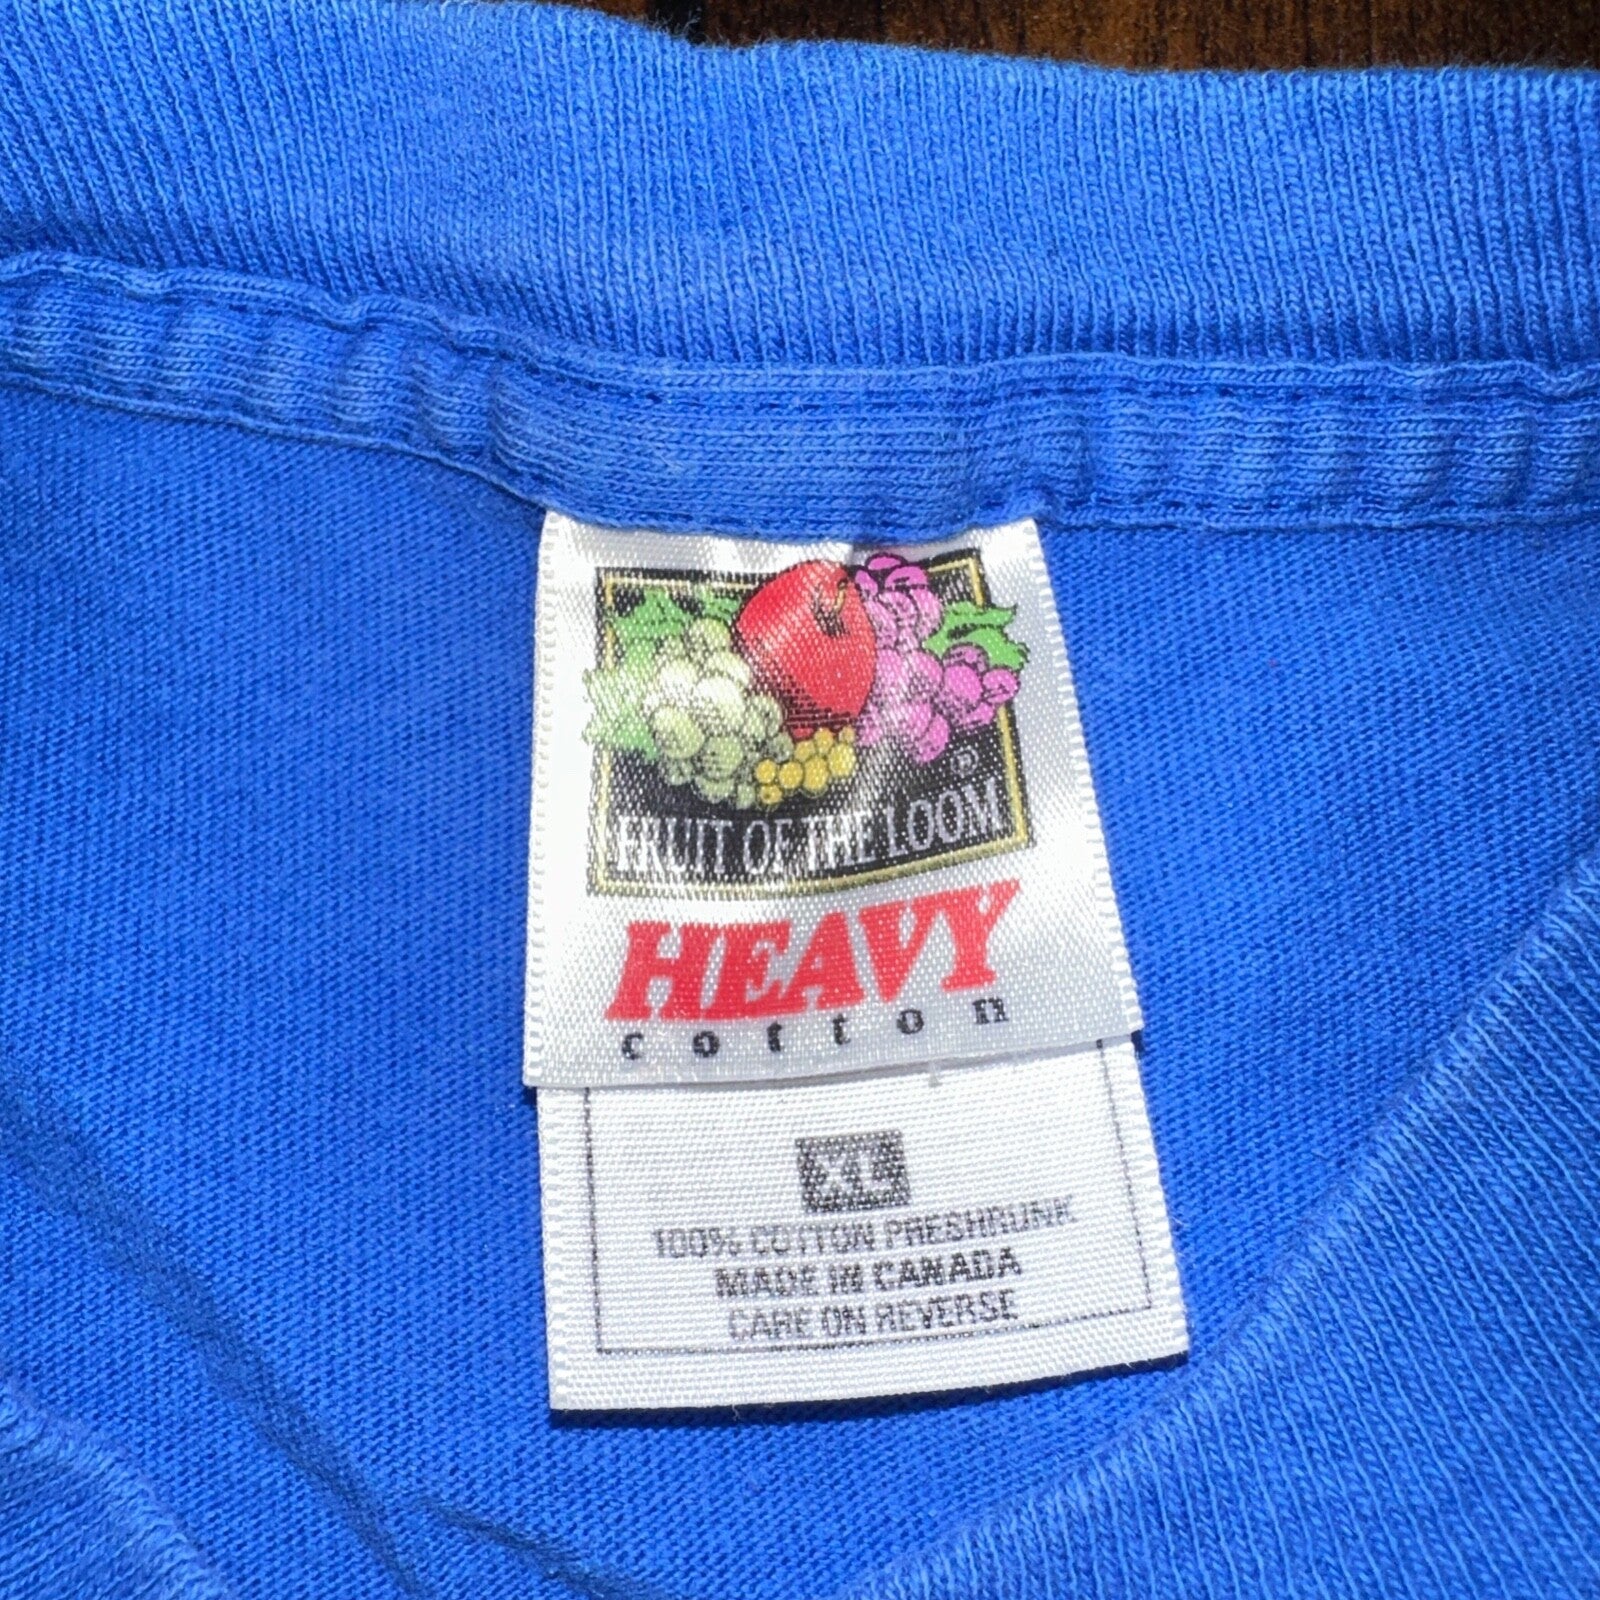 ®
FRUIT OF THE LOOM
HEAVY
cotton
XL
100% COTTON PRESHRUNK
MADE IN CANADA
CARE ON REVERSE